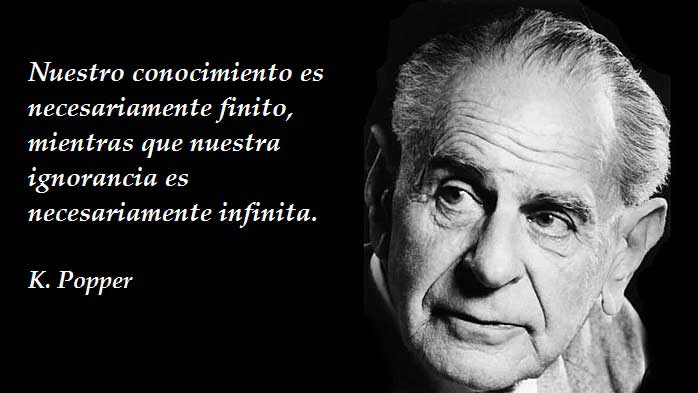 Nuestro conocimiento es
necesariamente finito,
mientras que nuestra
ignorancia es
necesariamente infinita.
K. Popper